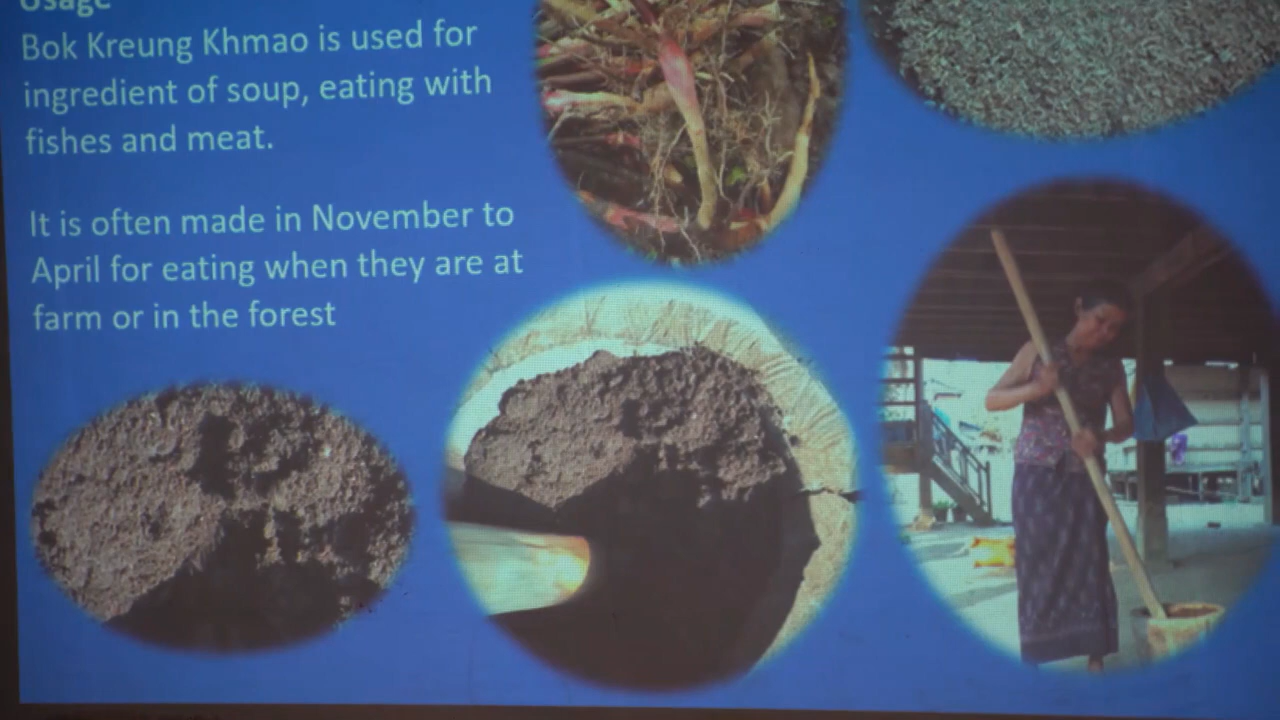 Usage
Bok Kreung Khmao is used for
ingredient of soup, eating with
fishes and meat.
It is often made in November to
April for eating when they are at
farm or in the forest